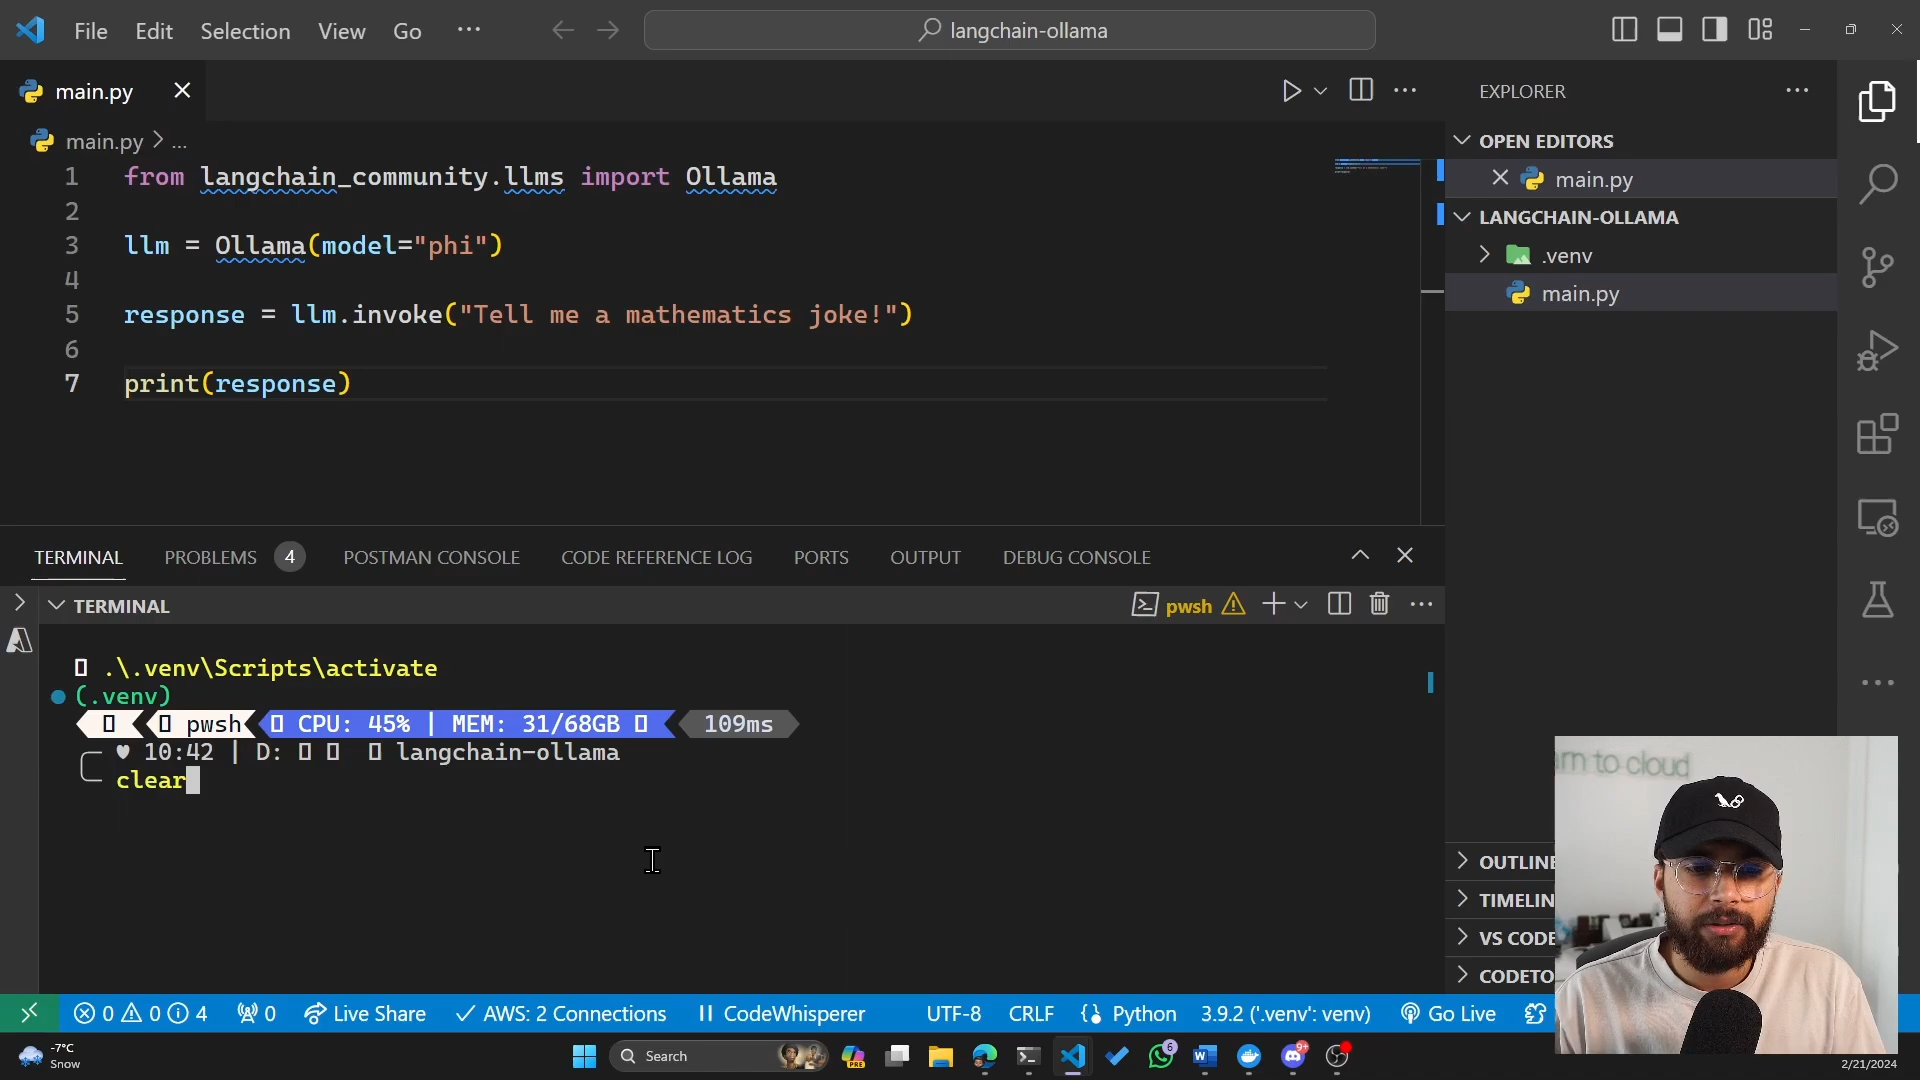 File Edit Selection View Go ...
langchain-ollama
main.py
main.py > ...
1 from langchain_community.llms import Ollama
2
3 llm = Ollama(model="phi")
4
5 response = llm.invoke("Tell me a mathematics joke!")
6
7 print(response)
EXPLORER
OPEN EDITORS
main.py
LANGCHAIN-OLLAMA
.venv
main.py
OUTLINE
TIMELIN
VS CODE
CODETO
TERMINAL PROBLEMS 4 POSTMAN CONSOLE CODE REFERENCE LOG PORTS OUTPUT DEBUG CONSOLE
TERMINAL
pwsh
.\.venv\Scripts\activate
(.venv)
pwsh CPU: 45% | MEM: 31/68GB 109ms
♥ 10:42 | D: langchain-ollama
clear
to cloud
0 0 4 0 Live Share AWS: 2 Connections CodeWhisperer UTF-8 CRLF Python 3.9.2 ('.venv': venv) Go Live
-7°C
Snow
Search
PRE
6
9+
2/21/2024